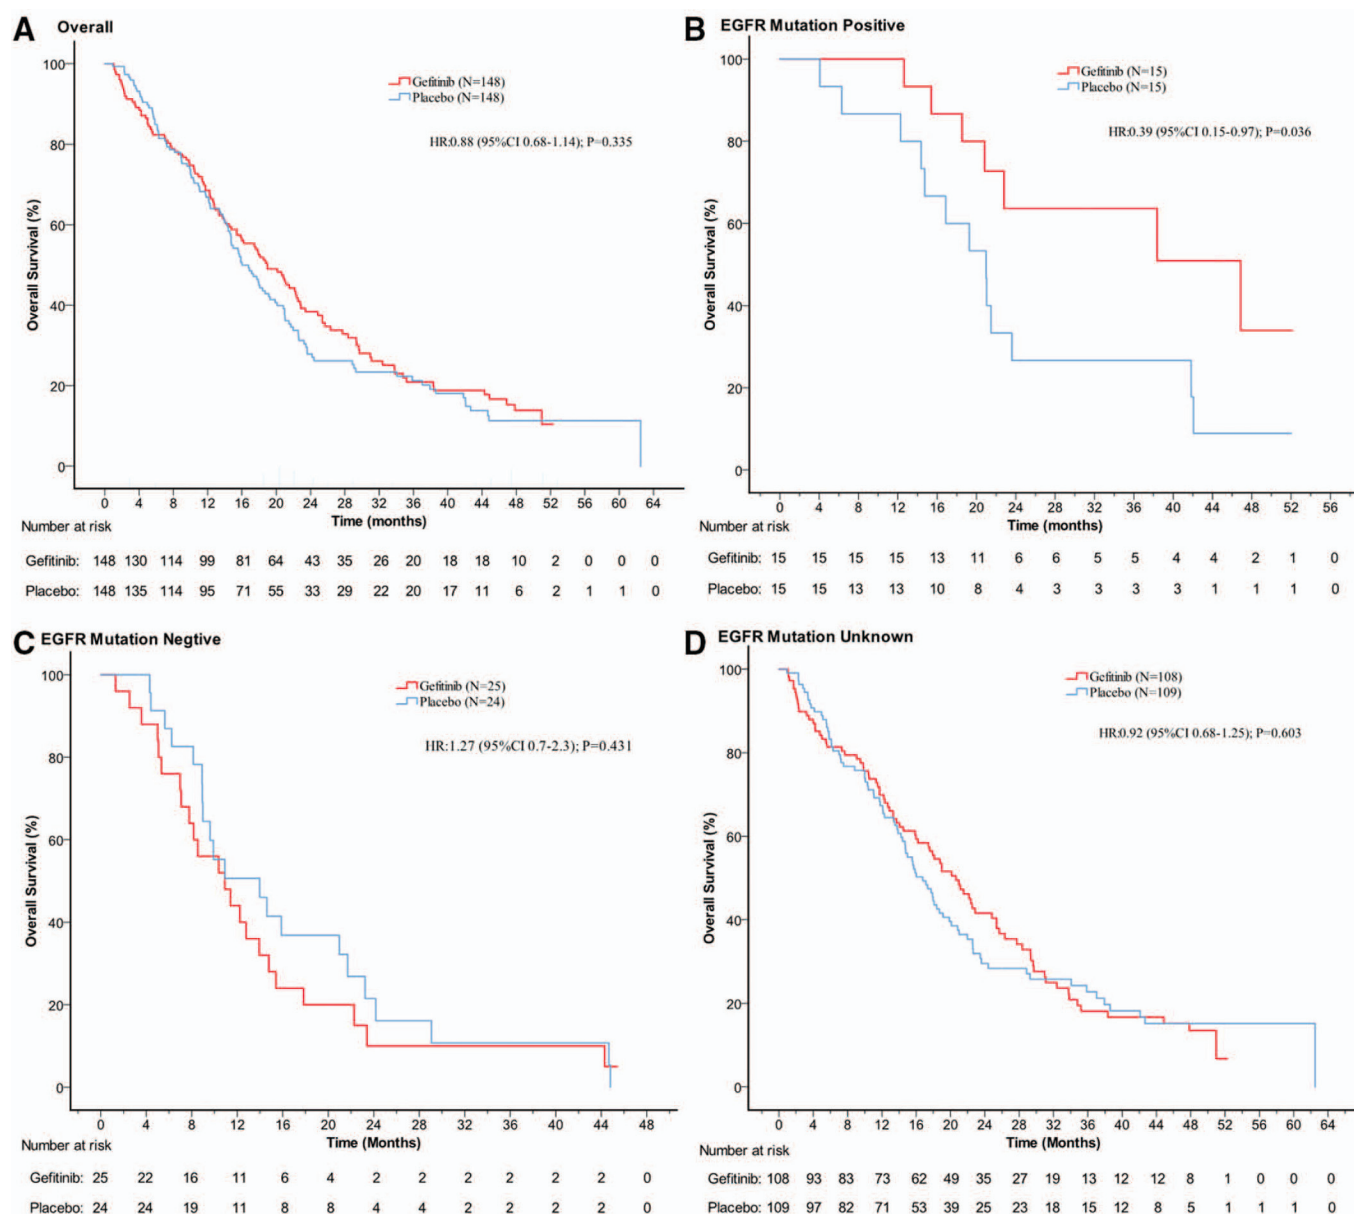 A Overall
100
80
60
40
20
0
Overall Survival (%)
Gefitinib (N=148)
Placebo (N=148)
HR:0.88 (95%CI 0.68-1.14); P=0.335
0 4 8 12 16 20 24 28 32 36 40 44 48 52 56 60 64
Time (months)
Number at risk
Gefitinib: 148 130 114 99 81 64 43 35 26 20 18 18 10 2 0 0 0
Placebo: 148 135 114 95 71 55 33 29 22 20 17 11 6 2 1 1 0
B EGFR Mutation Positive
100
80
60
40
20
0
Overall Survival (%)
Gefitinib (N=15)
Placebo (N=15)
HR:0.39 (95%CI 0.15-0.97); P=0.036
0 4 8 12 16 20 24 28 32 36 40 44 48 52 56
Time (months)
Number at risk
Gefitinib: 15 15 15 15 13 11 6 6 5 5 4 4 2 1 0
Placebo: 15 15 13 13 10 8 4 3 3 3 3 1 1 1 0
C EGFR Mutation Negtive
100
80
60
40
20
0
Overall Survival (%)
Gefitinib (N=25)
Placebo (N=24)
HR:1.27 (95%CI 0.7-2.3); P=0.431
0 4 8 12 16 20 24 28 32 36 40 44 48
Time (Months)
Number at risk
Gefitinib: 25 22 16 11 6 4 2 2 2 2 2 2 0
Placebo: 24 24 19 11 8 8 4 4 2 2 2 2 0
D EGFR Mutation Unknown
100
80
60
40
20
0
Overall Survival (%)
Gefitinib (N=108)
Placebo (N=109)
HR:0.92 (95%CI 0.68-1.25); P=0.603
0 4 8 12 16 20 24 28 32 36 40 44 48 52 56 60 64
Time (Months)
Number at risk
Gefitinib: 108 93 83 73 62 49 35 27 19 13 12 12 8 1 0 0 0
Placebo: 109 97 82 71 53 39 25 23 18 15 12 8 5 1 1 1 0